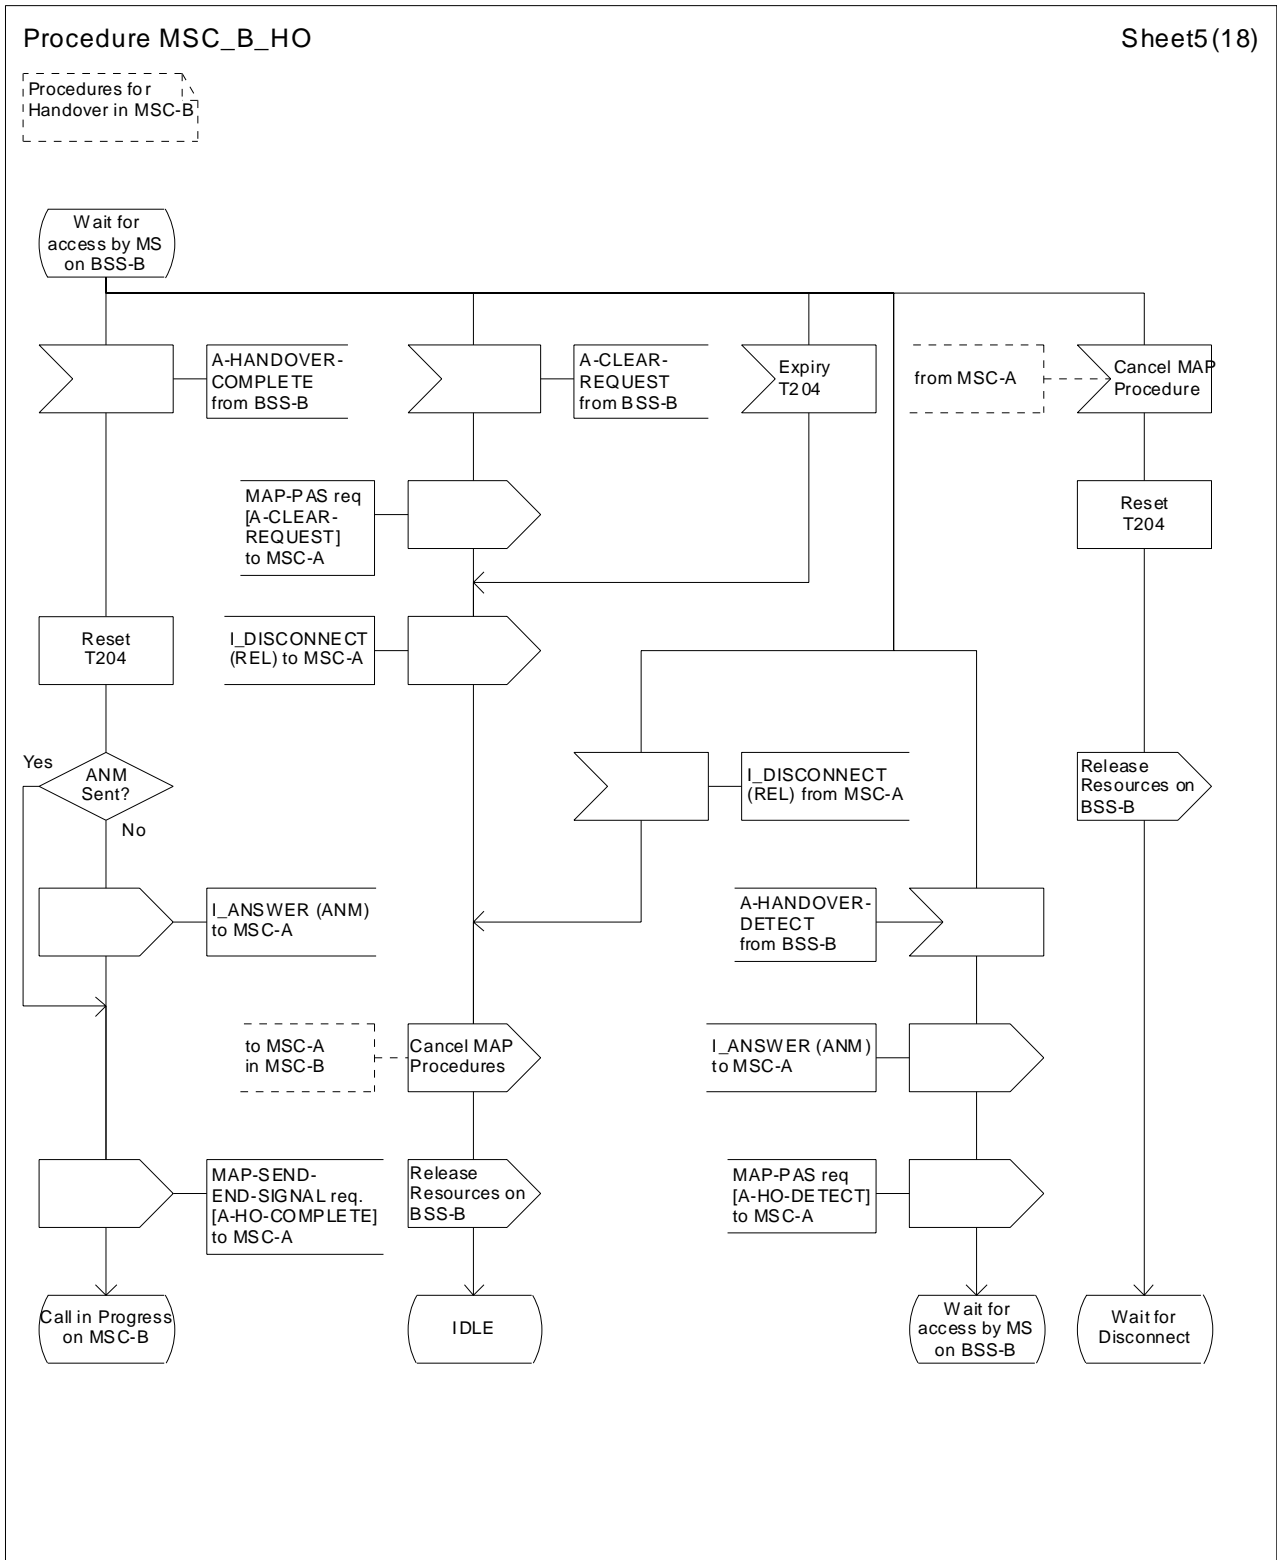 Procedure MSC_B_HO
Sheet5(18)
Procedures for
Handover in MSC-B
Wait for
access by MS
on BSS-B
A-HANDOVER-
COMPLETE
from BSS-B
A-CLEAR-
REQUEST
from BSS-B
Expiry
T204
from MSC-A
Cancel MAP
Procedure
MAP-PAS req
[A-CLEAR-
REQUEST]
to MSC-A
Reset
T204
Reset
T204
I_DISCONNECT
(REL) to MSC-A
Yes
ANM
Sent?
No
I_DISCONNECT
(REL) from MSC-A
Release
Resources on
BSS-B
I_ANSWER (ANM)
to MSC-A
A-HANDOVER-
DETECT
from BSS-B
to MSC-A
in MSC-B
Cancel MAP
Procedures
I_ANSWER (ANM)
to MSC-A
MAP-SEND-
END-SIGNAL req.
[A-HO-COMPLETE]
to MSC-A
Release
Resources on
BSS-B
MAP-PAS req
[A-HO-DETECT]
to MSC-A
Call in Progress
on MSC-B
IDLE
Wait for
access by MS
on BSS-B
Wait for
Disconnect